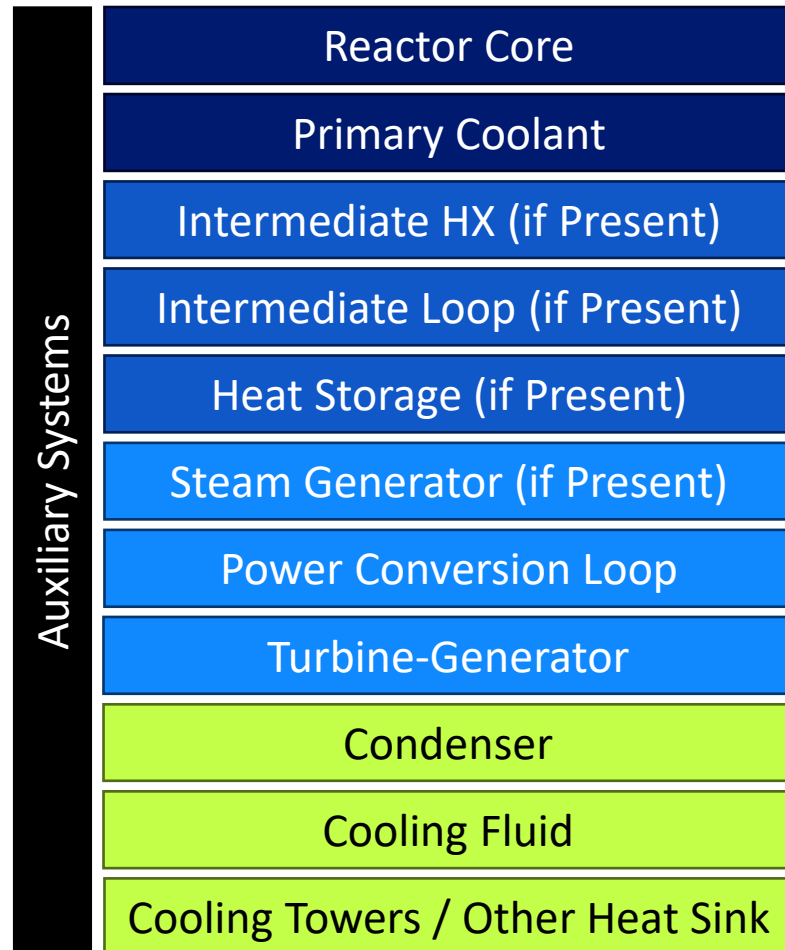 Auxiliary Systems
Reactor Core
Primary Coolant
Intermediate HX (if Present)
Intermediate Loop (if Present)
Heat Storage (if Present)
Steam Generator (if Present)
Power Conversion Loop
Turbine-Generator
Condenser
Cooling Fluid
Cooling Towers / Other Heat Sink